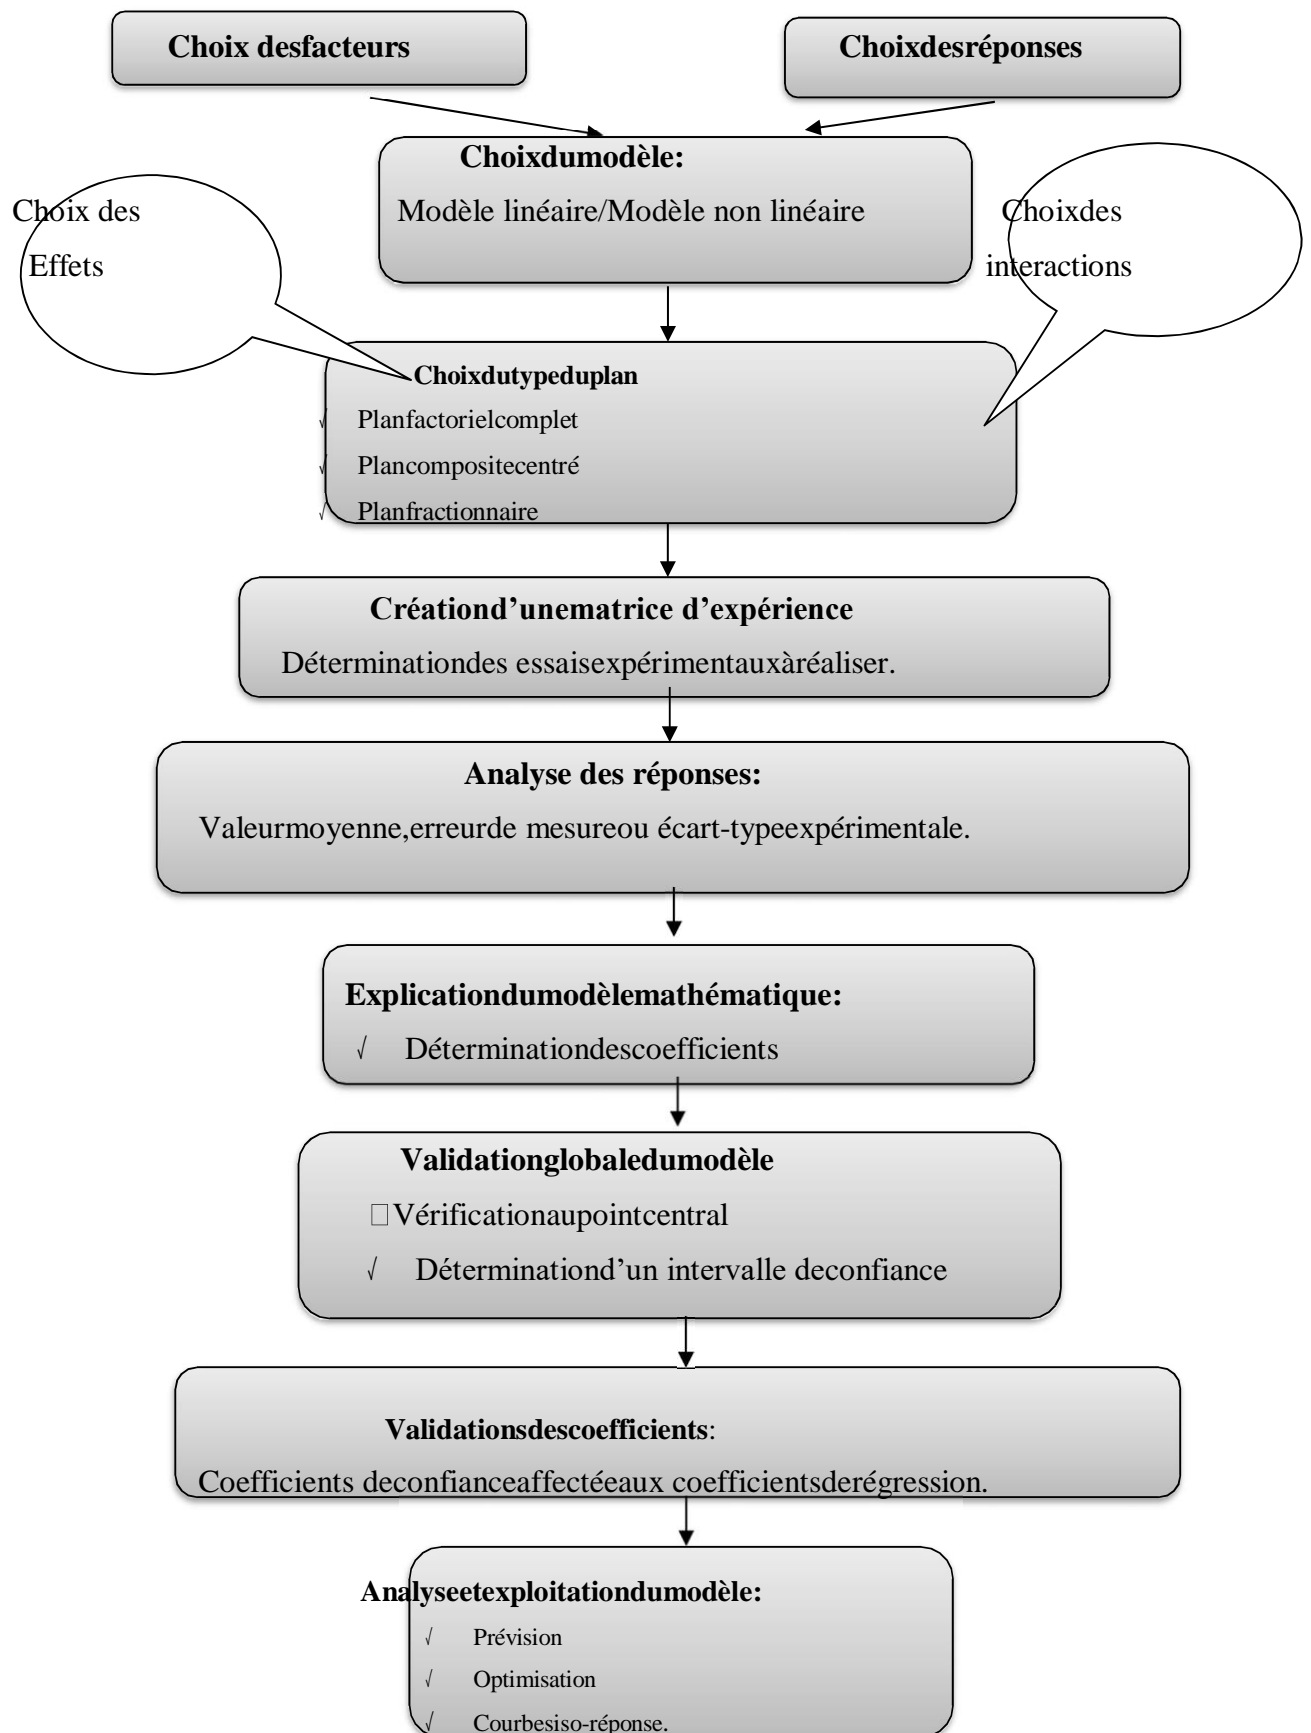 Choix desfacteurs
Choixdesréponses
Choixdumodèle:
Modèle linéaire/Modèle non linéaire
Choix des
Effets
Choixdes
interactions
Choixdutypeduplan
√ Planfactorielcomplet
√ Plancompositecentré
√ Planfractionnaire
Créationd’unematrice d’expérience
Déterminationdes essaisexpérimentauxàréaliser.
Analyse des réponses:
Valeurmoyenne,erreurde mesureou écart-typeexpérimentale.
Explicationdumodèlemathématique:
√ Déterminationdescoefficients
Validationglobaledumodèle
□Vérificationaupointcentral
√ Déterminationd’un intervalle deconfiance
Validationsdescoefficients:
Coefficients deconfianceaffectéeaux coefficientsderégression.
Analyseetexploitationdumodèle:
√ Prévision
√ Optimisation
√ Courbesiso-réponse.